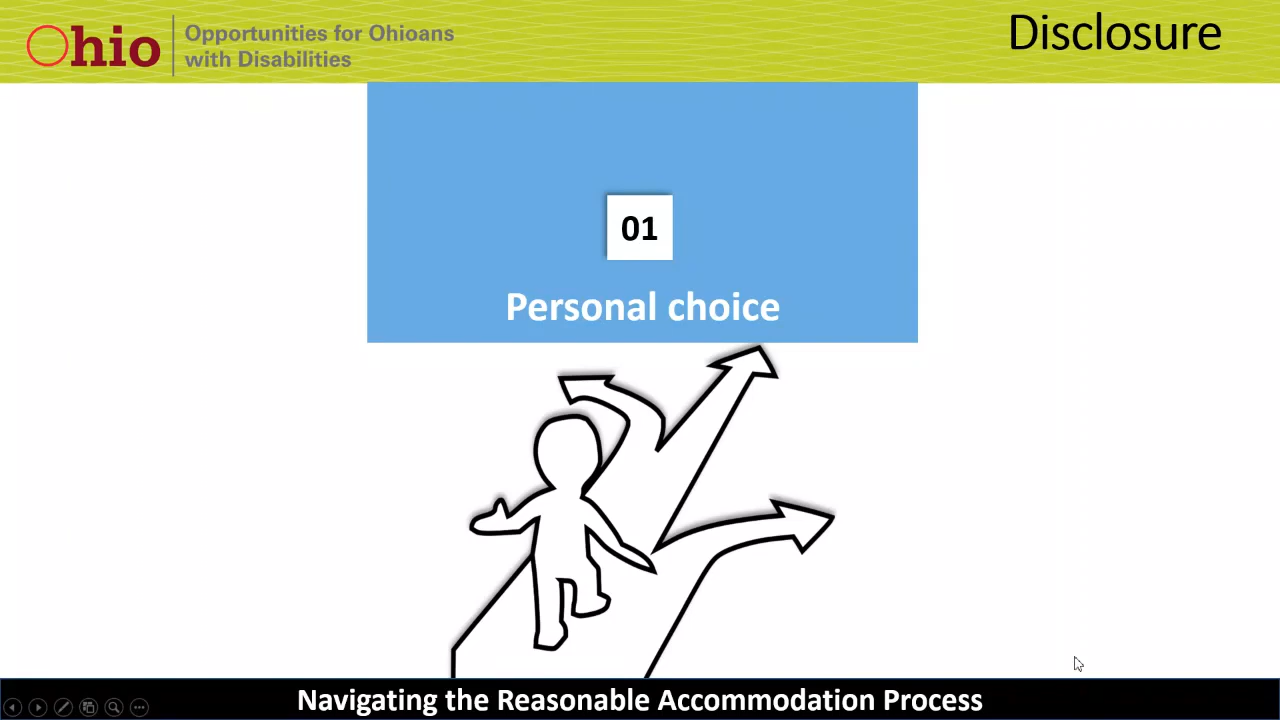 Ohio
Opportunities for Ohioans
with Disabilities
Disclosure
01
Personal choice
Navigating the Reasonable Accommodation Process